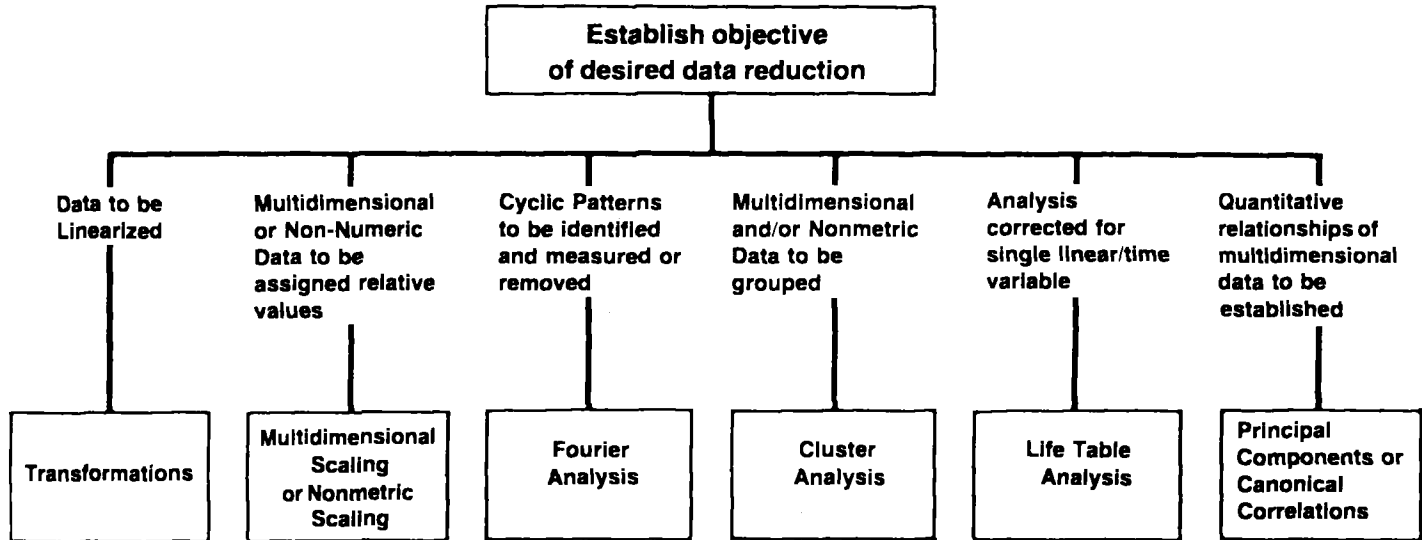 Establish objective
of desired data reduction
Data to be
Linearized
Multidimensional
or Non-Numeric
Data to be
assigned relative
values
Cyclic Patterns
to be identified
and measured or
removed
Multidimensional
and/or Nonmetric
Data to be
grouped
Analysis
corrected for
single linear/time
variable
Quantitative
relationships of
multidimensional
data to be
established
Transformations
Multidimensional
Scaling
or Nonmetric
Scaling
Fourier
Analysis
Cluster
Analysis
Life Table
Analysis
Principal
Components or
Canonical
Correlations